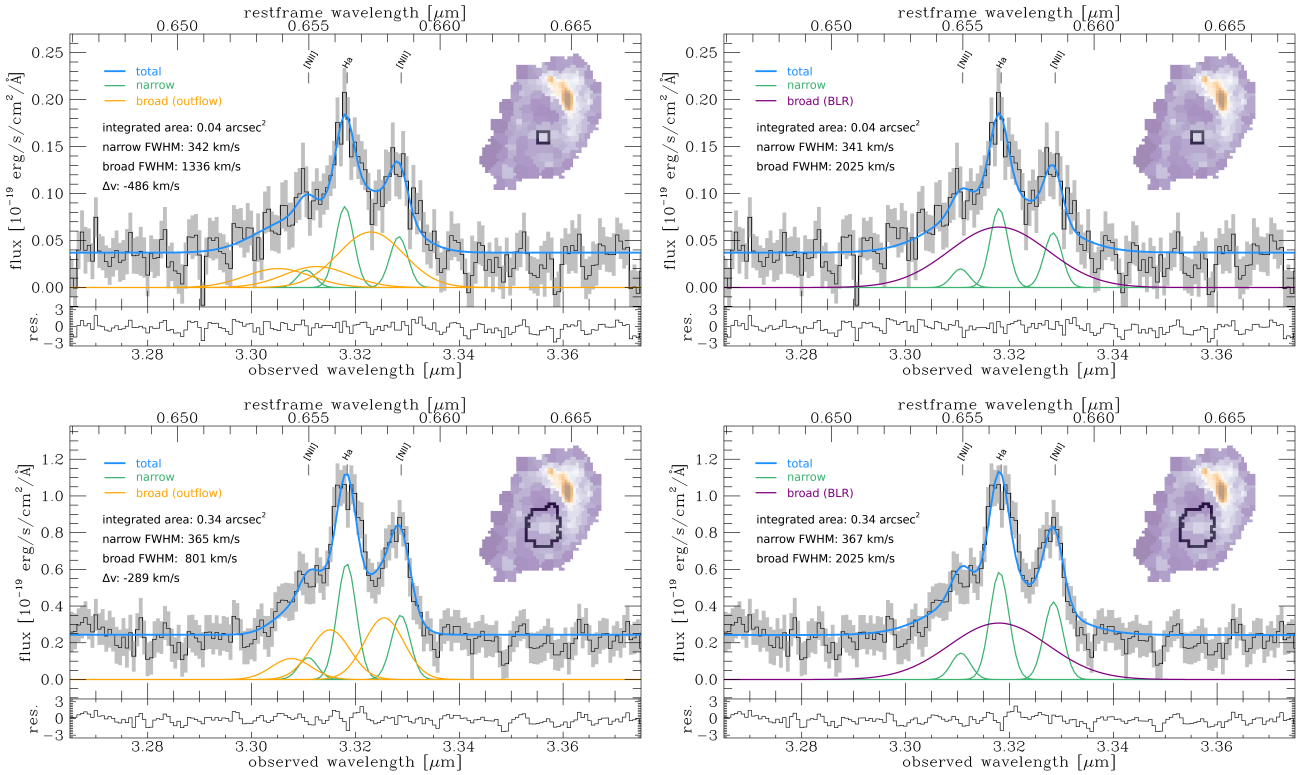 restframe wavelength [μm]
0.650 0.655 0.660 0.665
0.25
0.20
0.15
0.10
0.05
0.00
flux [10⁻¹⁹ erg/s/cm²/Å]
[NII] Ha [NII]
total
narrow
broad (outflow)
integrated area: 0.04 arcsec²
narrow FWHM: 342 km/s
broad FWHM: 1336 km/s
Δv: -486 km/s
res.
3
0
−3
3.28 3.30 3.32 3.34 3.36
observed wavelength [μm]
restframe wavelength [μm]
0.650 0.655 0.660 0.665
0.25
0.20
0.15
0.10
0.05
0.00
flux [10⁻¹⁹ erg/s/cm²/Å]
[NII] Ha [NII]
total
narrow
broad (BLR)
integrated area: 0.04 arcsec²
narrow FWHM: 341 km/s
broad FWHM: 2025 km/s
res.
3
0
−3
3.28 3.30 3.32 3.34 3.36
observed wavelength [μm]
restframe wavelength [μm]
0.650 0.655 0.660 0.665
1.2
1.0
0.8
0.6
0.4
0.2
0.0
flux [10⁻¹⁹ erg/s/cm²/Å]
[NII] Ha [NII]
total
narrow
broad (outflow)
integrated area: 0.34 arcsec²
narrow FWHM: 365 km/s
broad FWHM: 801 km/s
Δv: -289 km/s
res.
3
0
−3
3.28 3.30 3.32 3.34 3.36
observed wavelength [μm]
restframe wavelength [μm]
0.650 0.655 0.660 0.665
1.2
1.0
0.8
0.6
0.4
0.2
0.0
flux [10⁻¹⁹ erg/s/cm²/Å]
[NII] Ha [NII]
total
narrow
broad (BLR)
integrated area: 0.34 arcsec²
narrow FWHM: 367 km/s
broad FWHM: 2025 km/s
res.
3
0
−3
3.28 3.30 3.32 3.34 3.36
observed wavelength [μm]